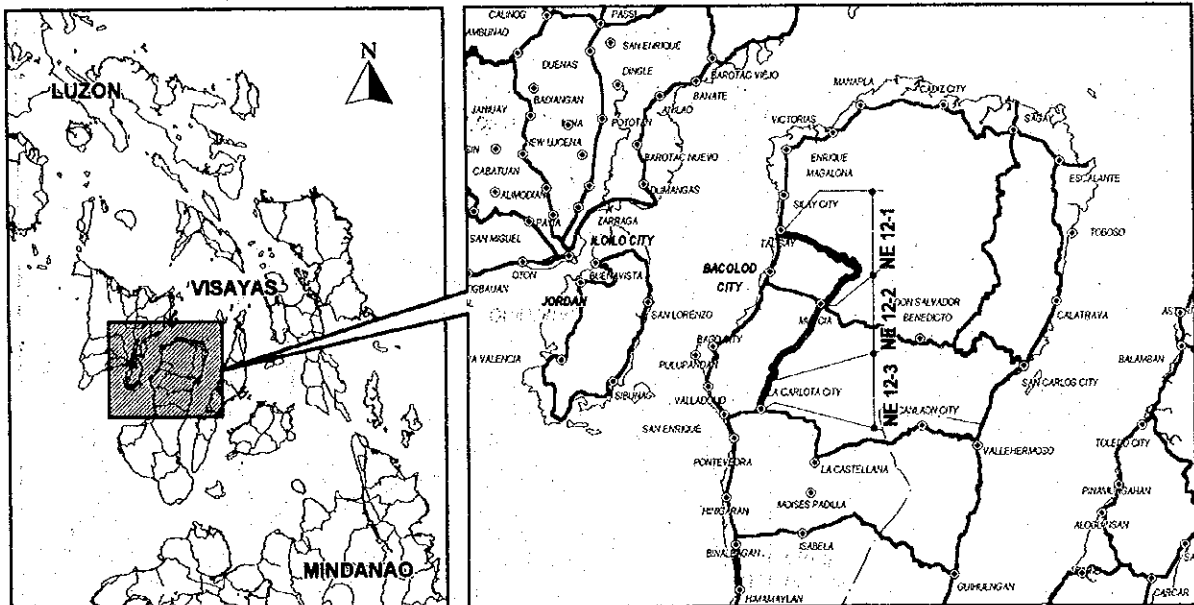 N
LUZON
VISAYAS
MINDANAO
CALINOG
PASSI
SAN ENRIQUE
DUENAS
DINGLE
BAROTAC VIEJO
BANATE
BADIANGAN
POTOTAN
NEW LUCENA
BAROTAC NUEVO
CABATUAN
ALIMODIAN
DUMANGAS
PAVIA
ZARRAGA
SAN MIGUEL
ILOILO CITY
OTON
BUENAVISTA
JORDAN
SAN LORENZO
SIBUNAG
MANAPLA
CADIZ CITY
VICTORIAS
SAGAY
ENRIQUE
MAGALONA
ESCALANTE
SILAY CITY
TOBOSO
TALISAY
BACOLOD
CITY
NE 12-1
NE 12-2
NE 12-3
MURCIA
DON SALVADOR
BENEDICTO
CALATRAVA
BAGO CITY
PULUPANDAN
BALAMBAN
SAN CARLOS CITY
VALLADOLID
LA CARLOTA CITY
CANLAON CITY
SAN ENRIQUE
TOLEDO CITY
PONTEVEDRA
LA CASTELLANA
VALLEHERMOSO
HINIGARAN
MOISES PADILLA
PINAMUNGAHAN
ALOGUINSAN
BINALBAGAN
ISABELA
GUIHULNGAN
HIMAMAYLAN
CARCAR